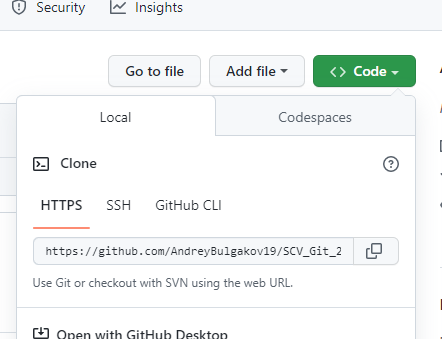 Security Insights
Go to file Add file <> Code
Local Codespaces
Clone
HTTPS SSH GitHub CLI
https://github.com/AndreyBulgakov19/SCV_Git_2
Use Git or checkout with SVN using the web URL.
Open with GitHub Desktop